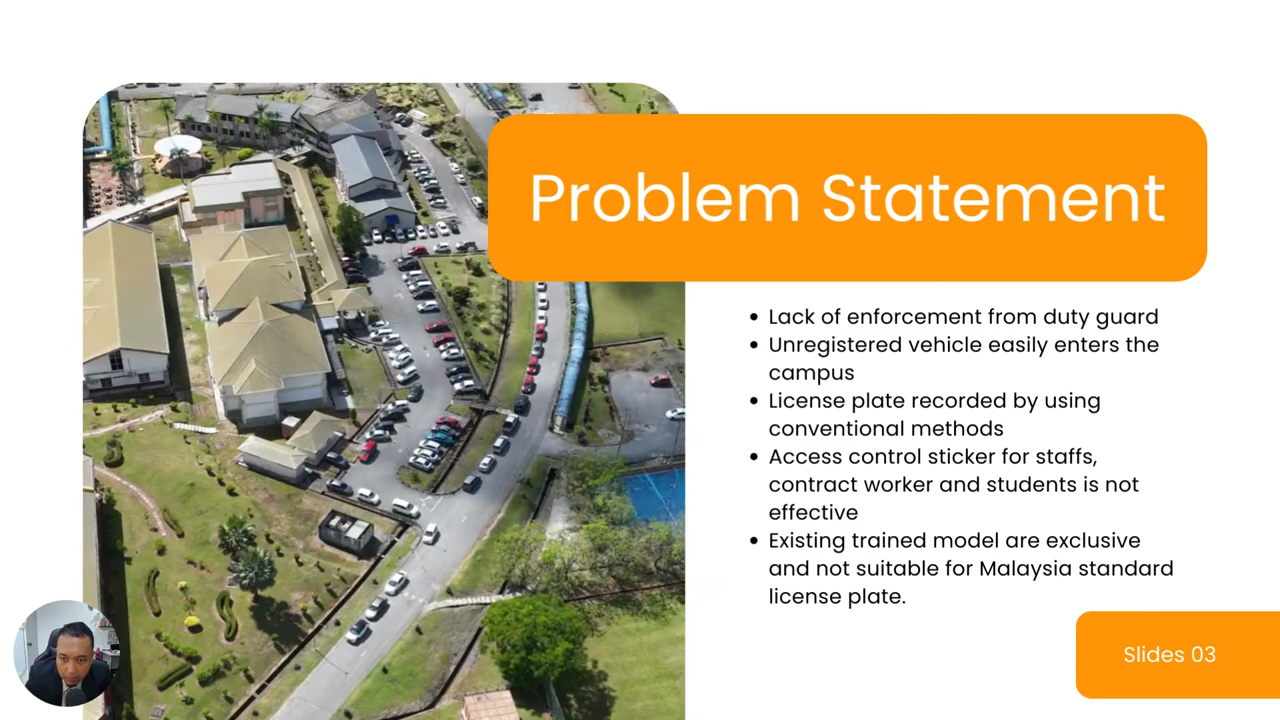 Problem Statement
• Lack of enforcement from duty guard
• Unregistered vehicle easily enters the
campus
• License plate recorded by using
conventional methods
• Access control sticker for staffs,
contract worker and students is not
effective
• Existing trained model are exclusive
and not suitable for Malaysia standard
license plate.
Slides 03